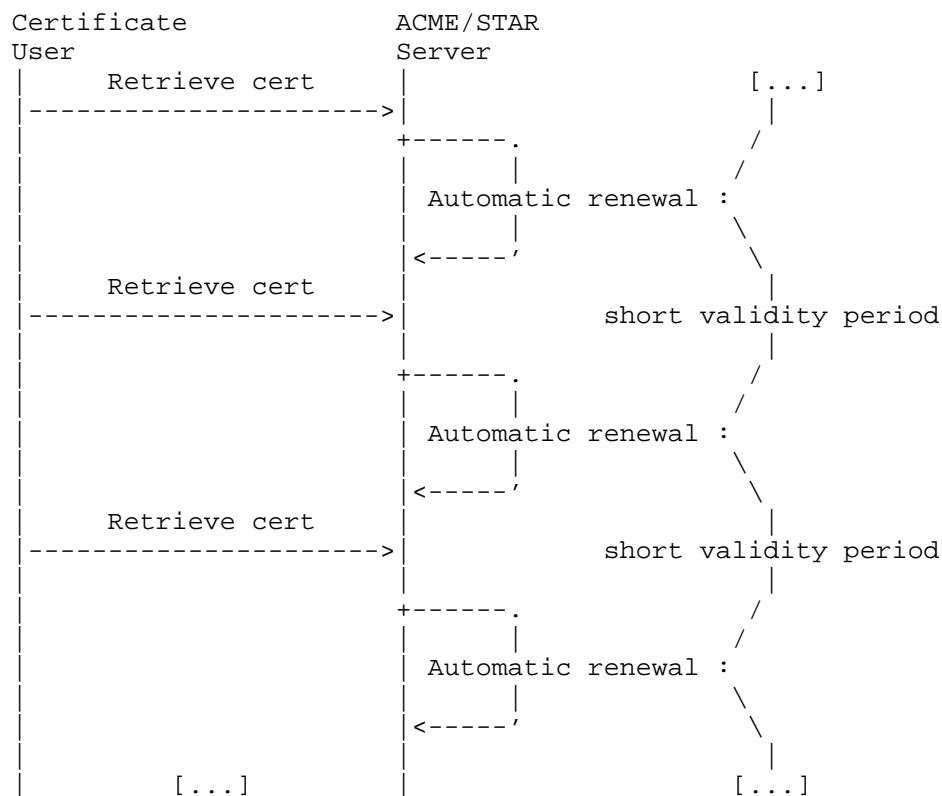 Certificate ACME/STAR
User Server
Retrieve cert [...]
Automatic renewal :
Retrieve cert
short validity period
Automatic renewal :
Retrieve cert
short validity period
Automatic renewal :
[...] [...]